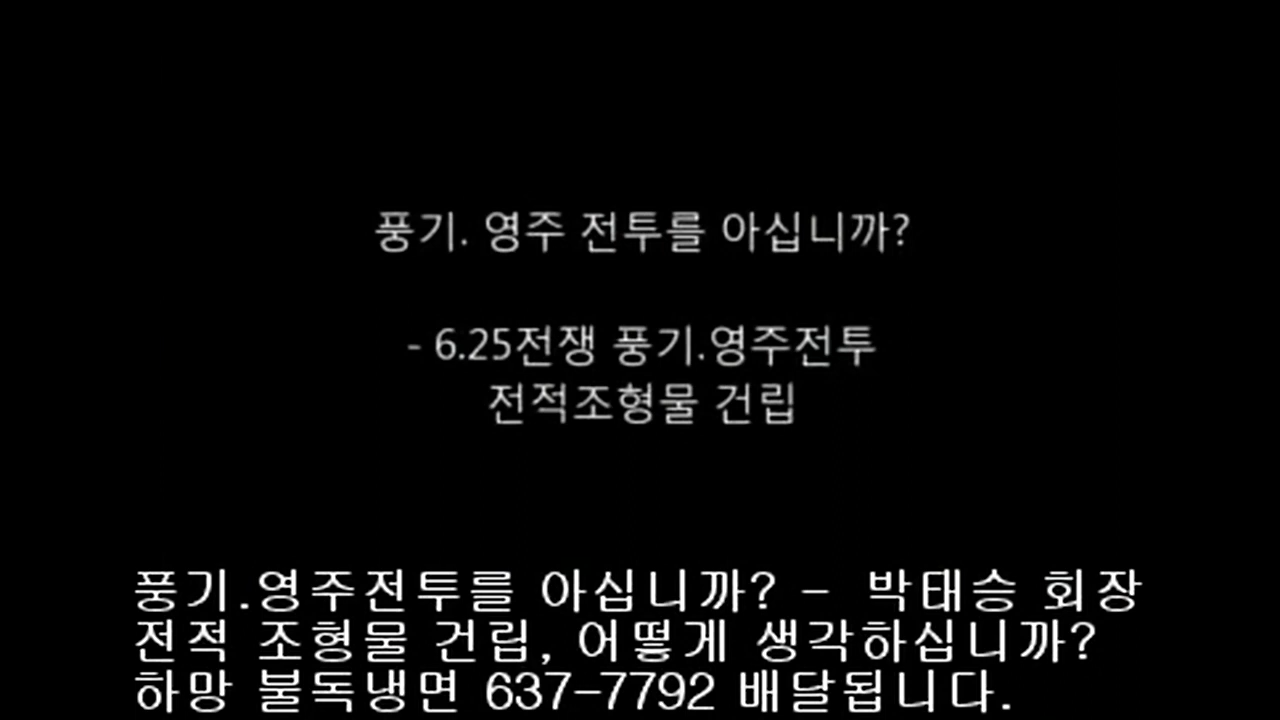 풍기. 영주 전투를 아십니까?
- 6.25전쟁 풍기.영주전투
전적조형물 건립
풍기.영주전투를 아십니까? - 박태승 회장
전적 조형물 건립, 어떻게 생각하십니까?
하망 불독냉면 637-7792 배달됩니다.